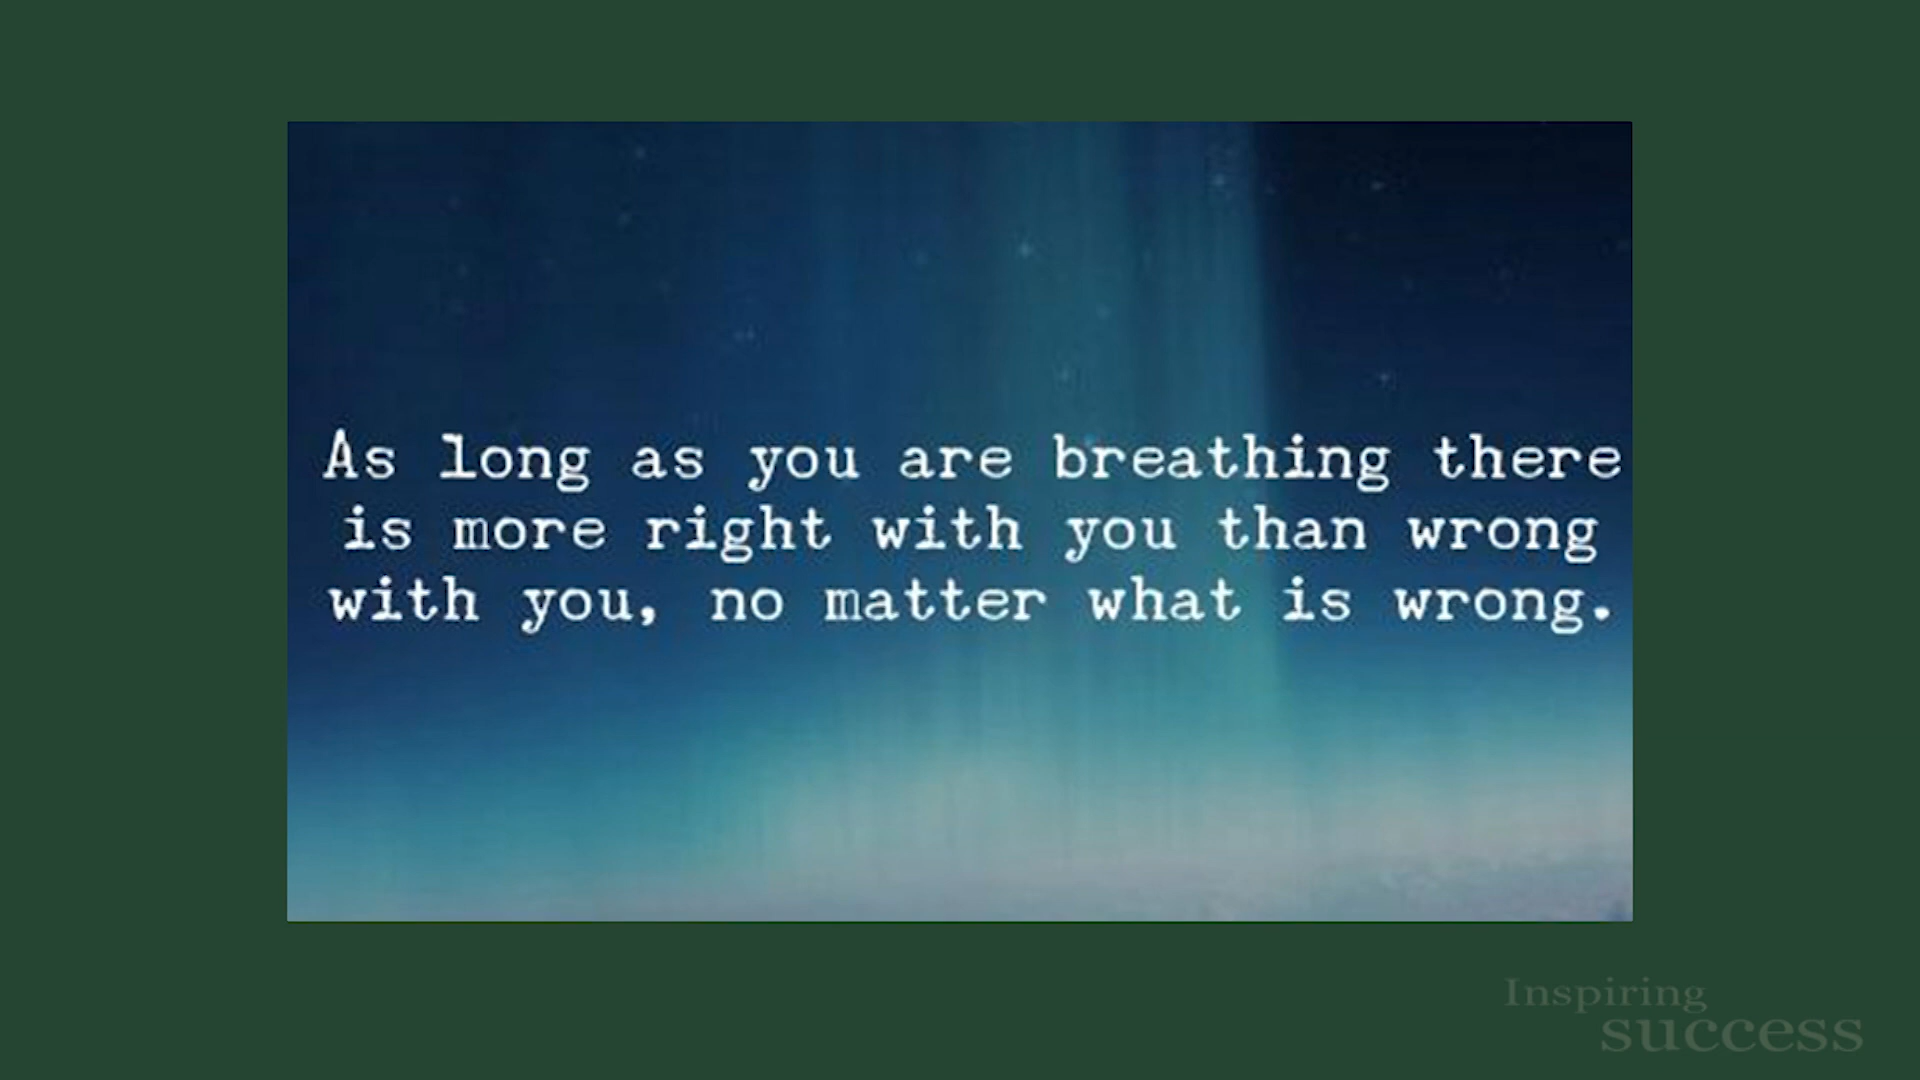 As long as you are breathing there
is more right with you than wrong
with you, no matter what is wrong.
Inspiring
success